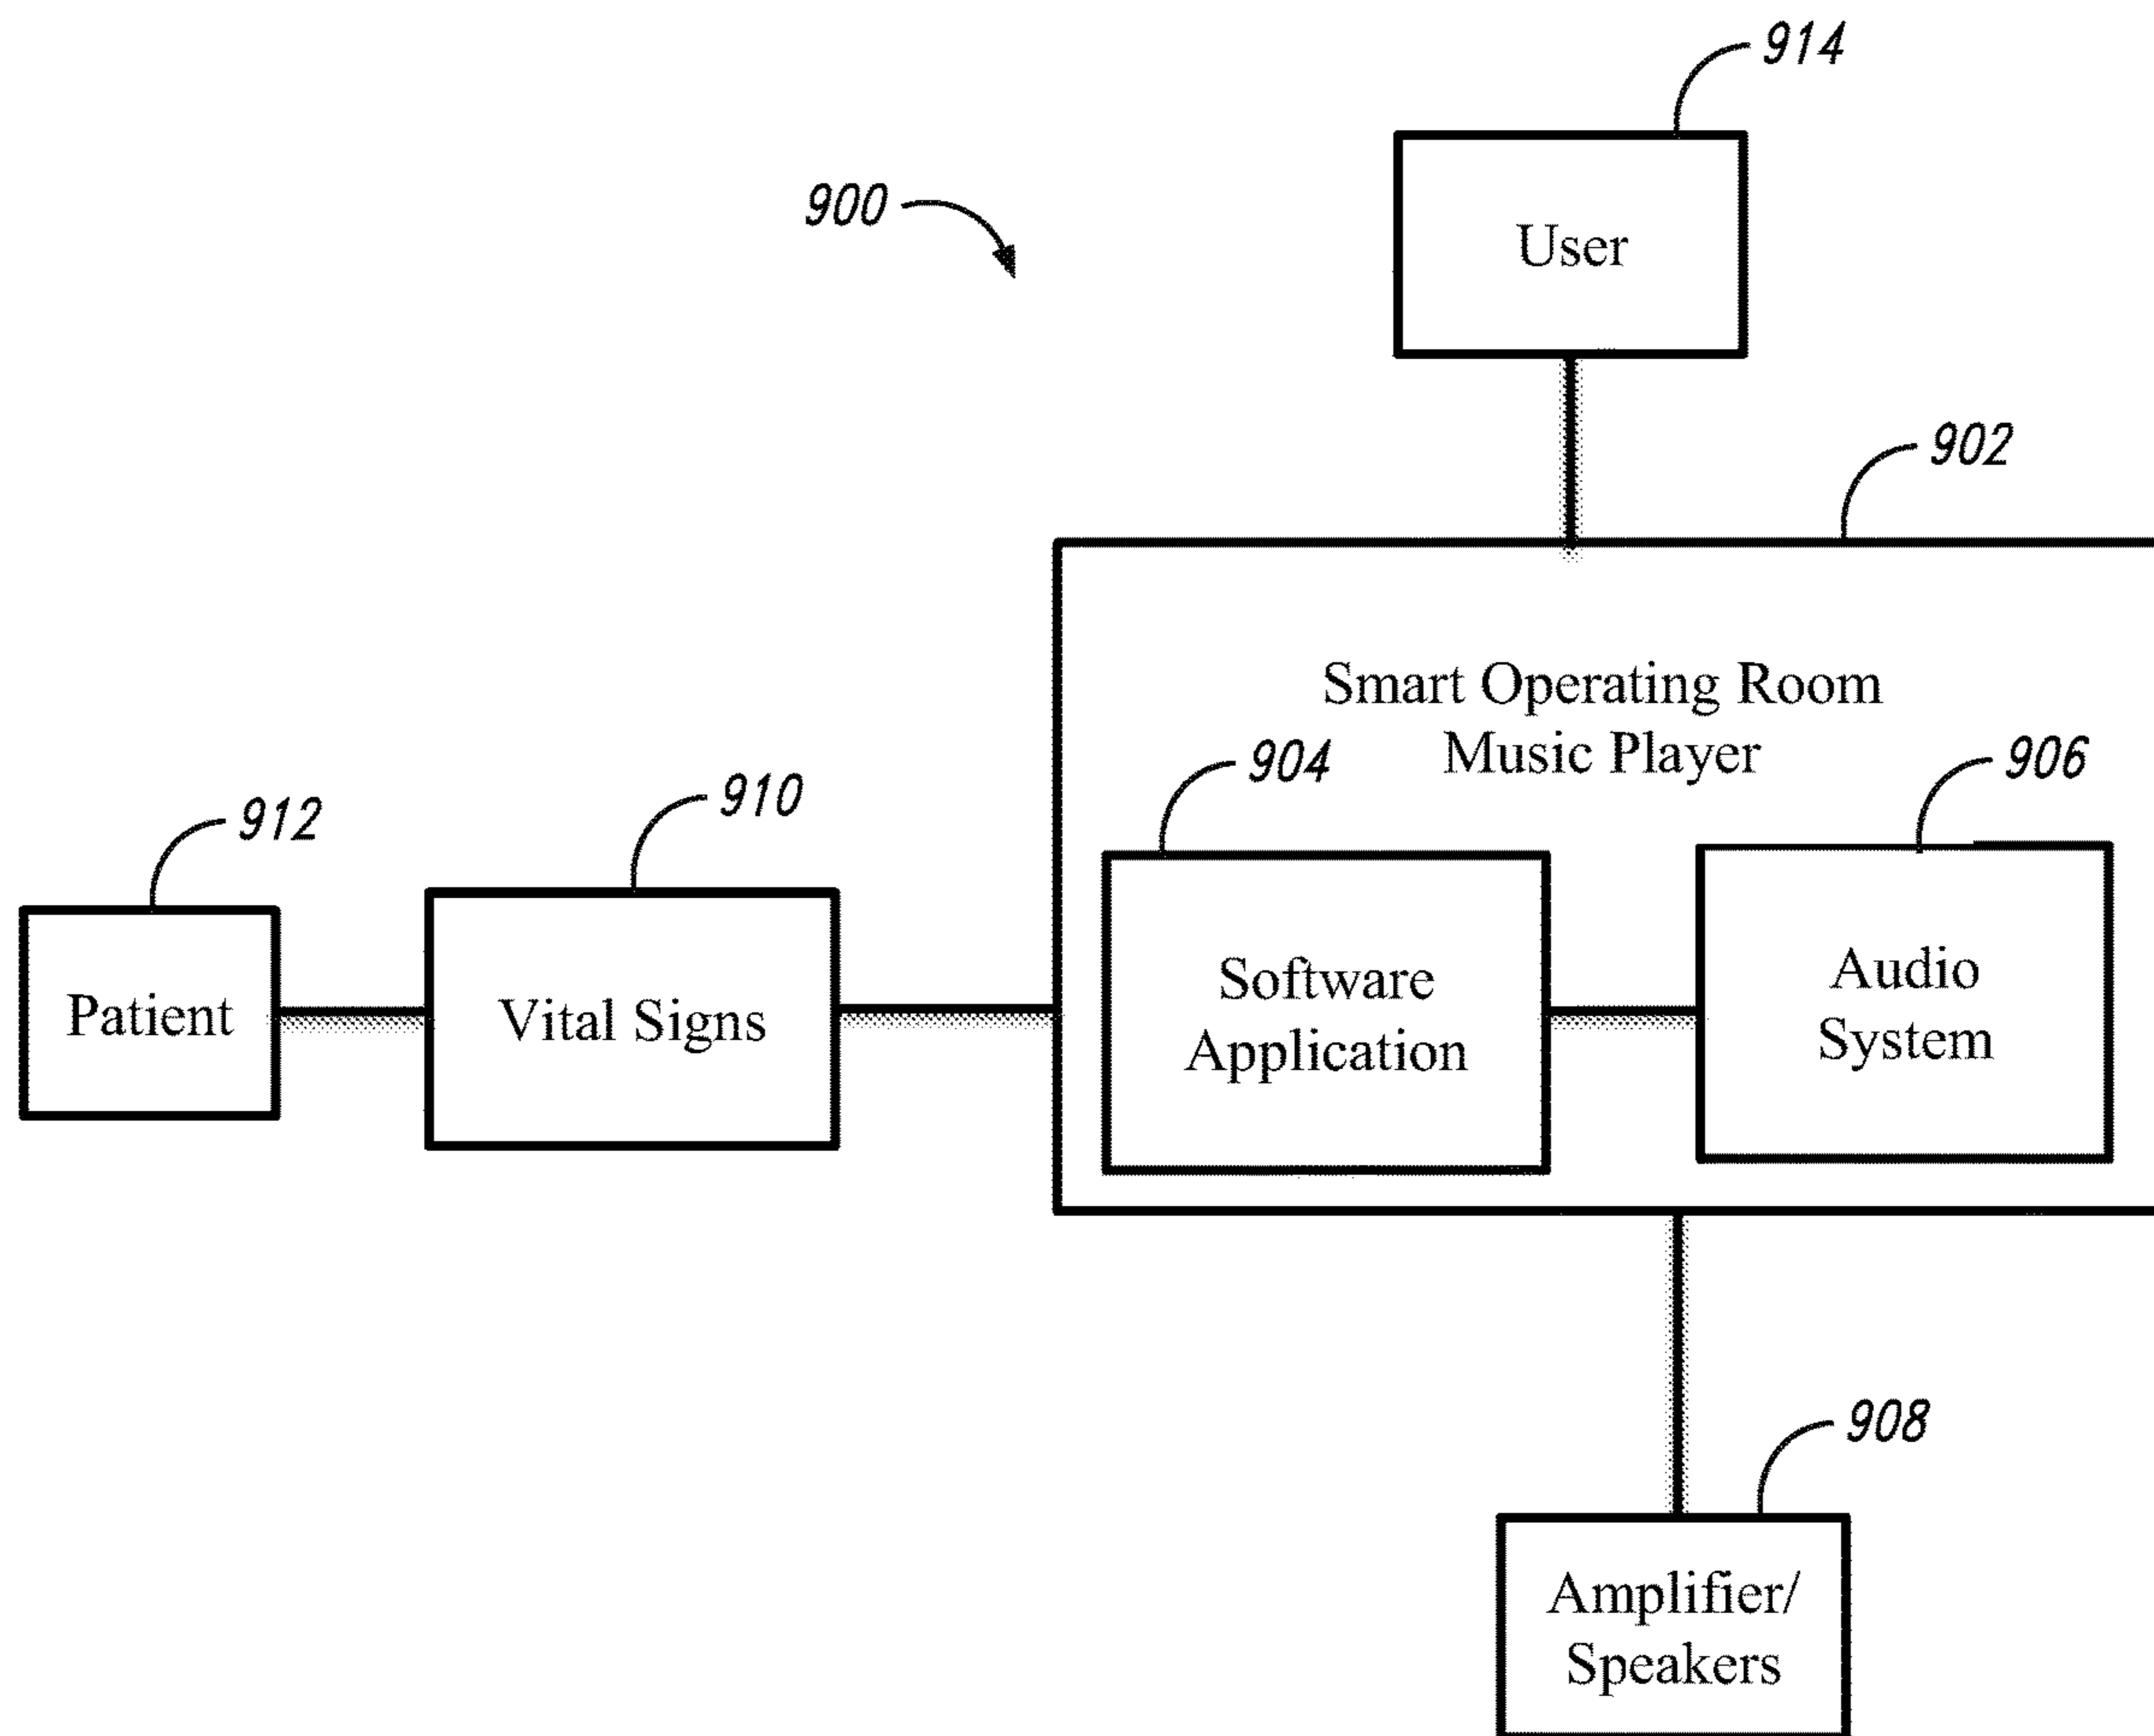 914
900
User
902
Smart Operating Room
Music Player
904
906
912
910
Patient
Vital Signs
Software
Application
Audio
System
908
Amplifier/
Speakers